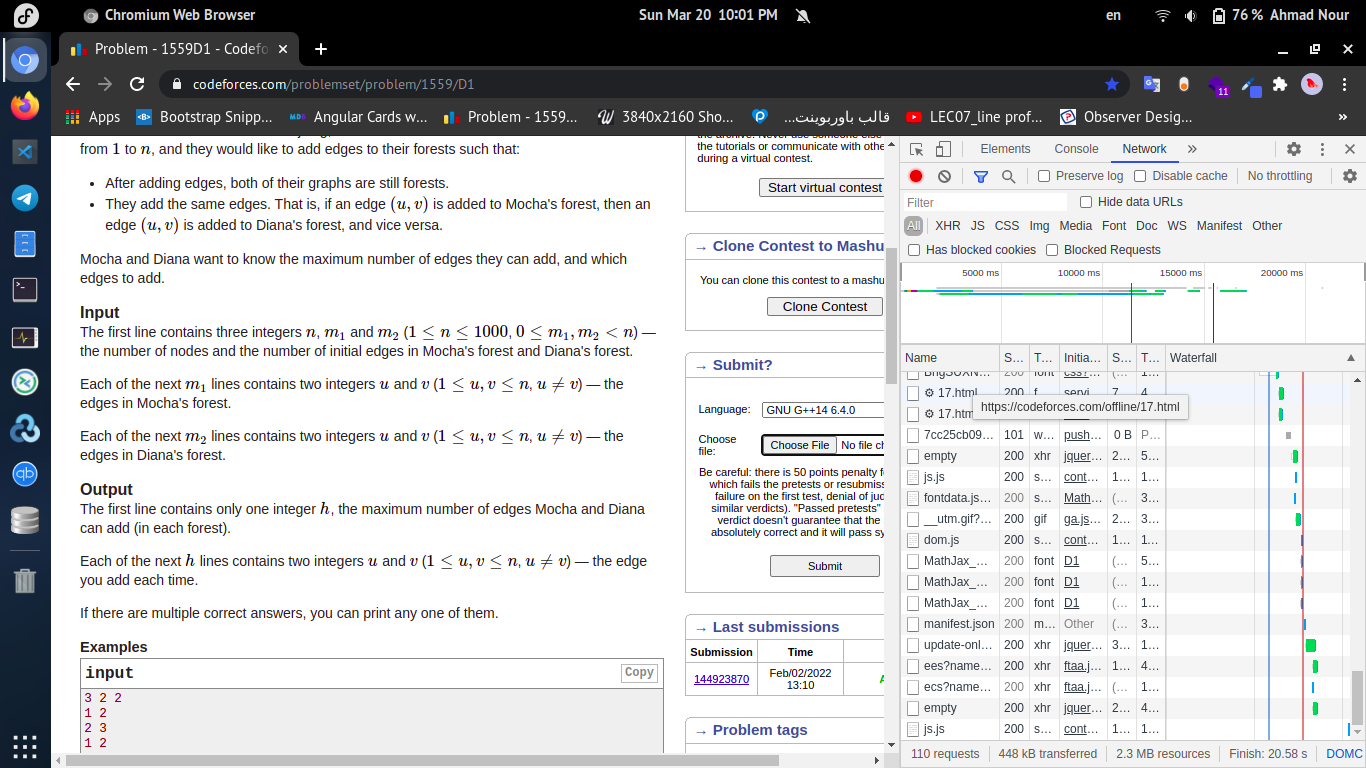 Chromium Web Browser
Sun Mar 20 10:01 PM
en
76 % Ahmad Nour
Problem - 1559D1 - Codefo
codeforces.com/problemset/problem/1559/D1
11
Apps
Bootstrap Snipp...
Angular Cards w...
Problem - 1559...
3840x2160 Sho...
قالب باوربوينت...
LEC07_line prof...
Observer Desig...
»
from 1 to n, and they would like to add edges to their forests such that:
• After adding edges, both of their graphs are still forests.
• They add the same edges. That is, if an edge (u, v) is added to Mocha's forest, then an
edge (u, v) is added to Diana's forest, and vice versa.
Mocha and Diana want to know the maximum number of edges they can add, and which
edges to add.
Input
The first line contains three integers n, m1 and m2 (1 ≤ n ≤ 1000, 0 ≤ m1, m2 < n) —
the number of nodes and the number of initial edges in Mocha's forest and Diana's forest.
Each of the next m1 lines contains two integers u and v (1 ≤ u, v ≤ n, u ≠ v) — the
edges in Mocha's forest.
Each of the next m2 lines contains two integers u and v (1 ≤ u, v ≤ n, u ≠ v) — the
edges in Diana's forest.
Output
The first line contains only one integer h, the maximum number of edges Mocha and Diana
can add (in each forest).
Each of the next h lines contains two integers u and v (1 ≤ u, v ≤ n, u ≠ v) — the edge
you add each time.
If there are multiple correct answers, you can print any one of them.
Examples
input
Copy
3 2 2
1 2
2 3
1 2
the archive. Never use someone else
the tutorials or communicate with othe
during a virtual contest.
Start virtual contest
→ Clone Contest to Mashu
You can clone this contest to a mashu
Clone Contest
→ Submit?
Language:
GNU G++14 6.4.0
Choose
file:
Choose File No file ch
Be careful: there is 50 points penalty f
which fails the pretests or resubmiss
failure on the first test, denial of jud
similar verdicts). "Passed pretests"
verdict doesn't guarantee that the
absolutely correct and it will pass sy
Submit
→ Last submissions
Submission Time
144923870
Feb/02/2022
13:10
→ Problem tags
Elements Console Network »
Preserve log Disable cache No throttling
Filter
Hide data URLs
All XHR JS CSS Img Media Font Doc WS Manifest Other
Has blocked cookies Blocked Requests
5000 ms 10000 ms 15000 ms 20000 ms
Name S... T... Initia... S... T... Waterfall
17.html 200 f... servi... 7... 4...
17.htm
https://codeforces.com/offline/17.html
7cc25cb09... 101 w... push... 0 B P...
empty 200 xhr jquer... 2... 5...
js.js 200 s... cont... 1... 1...
fontdata.js... 200 s... Math... (... 3...
__utm.gif?... 200 gif ga.js... 2... 3...
dom.js 200 s... cont... 1... 1...
MathJax_... 200 font D1 (... 5...
MathJax_... 200 font D1 (... 1...
MathJax_... 200 font D1 (... 1...
manifest.json 200 m... Other (... 3...
update-onl... 200 xhr jquer... 3... 1...
ees?name... 200 xhr ftaa.j... 1... 4...
ecs?name... 200 xhr ftaa.j... (... 1...
empty 200 xhr jquer... 2... 4...
js.js 200 s... cont... 1... 1...
110 requests 448 kB transferred 2.3 MB resources Finish: 20.58 s DOMC